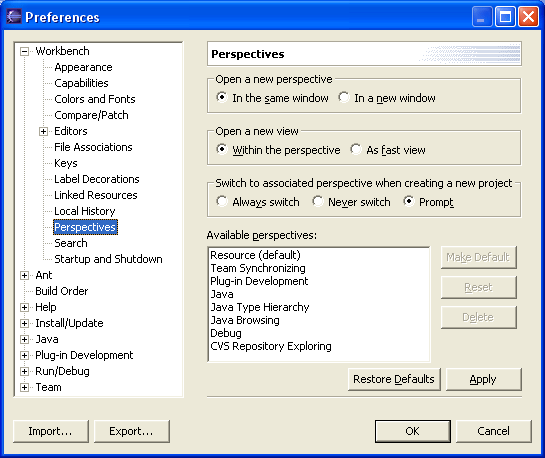 Preferences
Workbench
Appearance
Capabilities
Colors and Fonts
Compare/Patch
Editors
File Associations
Keys
Label Decorations
Linked Resources
Local History
Perspectives
Search
Startup and Shutdown
Ant
Build Order
Help
Install/Update
Java
Plug-in Development
Run/Debug
Team
Import...
Export...
Perspectives
Open a new perspective
In the same window
In a new window
Open a new view
Within the perspective
As fast view
Switch to associated perspective when creating a new project
Always switch
Never switch
Prompt
Available perspectives:
Resource (default)
Team Synchronizing
Plug-in Development
Java
Java Type Hierarchy
Java Browsing
Debug
CVS Repository Exploring
Make Default
Reset
Delete
Restore Defaults
Apply
OK
Cancel